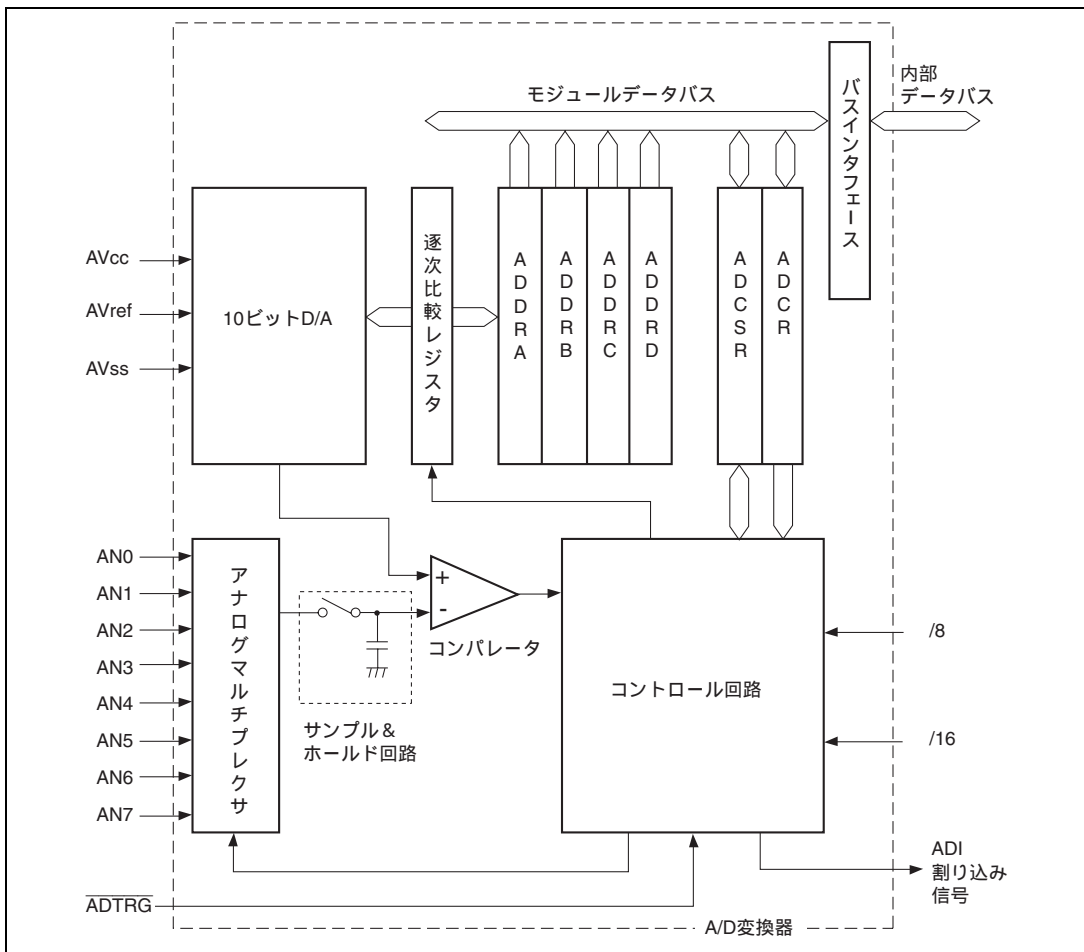 モジュールデータバス
バスインタフェース
内部
データバス
AVcc
AVref
AVss
10ビットD/A
逐次比較レジスタ
ADDRA
ADDRB
ADDRC
ADDRD
ADCSR
ADCR
AN0
AN1
AN2
AN3
AN4
AN5
AN6
AN7
アナログマルチプレクサ
+
-
コンパレータ
サンプル&
ホールド回路
コントロール回路
/8
/16
ADI
割り込み
信号
ADTRG
A/D変換器